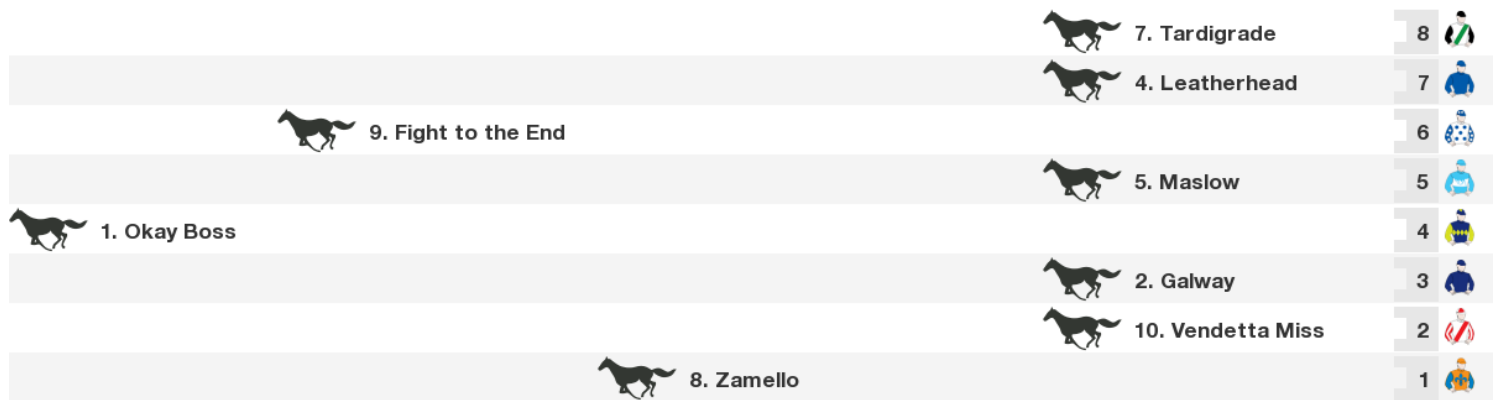 7. Tardigrade 8
4. Leatherhead 7
9. Fight to the End 6
5. Maslow 5
1. Okay Boss 4
2. Galway 3
10. Vendetta Miss 2
8. Zamello 1